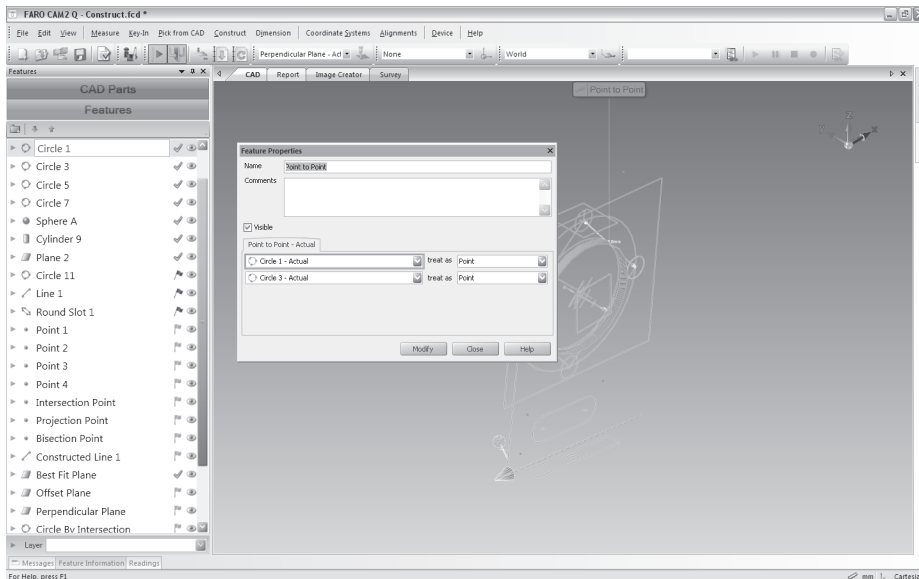 FARO CAM2 Q - Construct.fcd *
File Edit View Measure Key-In Pick from CAD Construct Dimension Coordinate Systems Alignments Device Help
Perpendicular Plane - Ad None World
Features
CAD Report Image Creator Survey
CAD Parts
Features
Point to Point
Circle 1
Circle 3
Circle 5
Circle 7
Sphere A
Cylinder 9
Plane 2
Circle 11
Line 1
Round Slot 1
Point 1
Point 2
Point 3
Point 4
Intersection Point
Projection Point
Bisection Point
Constructed Line 1
Best Fit Plane
Offset Plane
Perpendicular Plane
Circle By Intersection
Layer
Messages Feature Information Readings
For Help, press F1
Feature Properties
Name Point to Point
Comments
Visible
Point to Point - Actual
Circle 1 - Actual treat as Point
Circle 3 - Actual treat as Point
Modify Close Help
Z
X
mm Cartesia